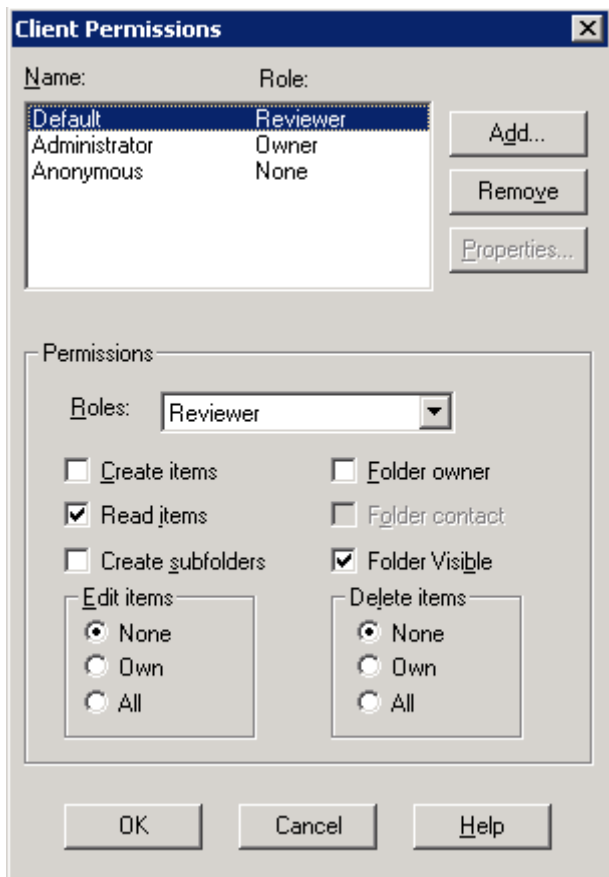 Client Permissions
Name: Role:
Default Reviewer
Administrator Owner
Anonymous None
Add...
Remove
Properties...
Permissions
Roles: Reviewer
Create items Folder owner
Read items Folder contact
Create subfolders Folder Visible
Edit items Delete items
None None
Own Own
All All
OK Cancel Help